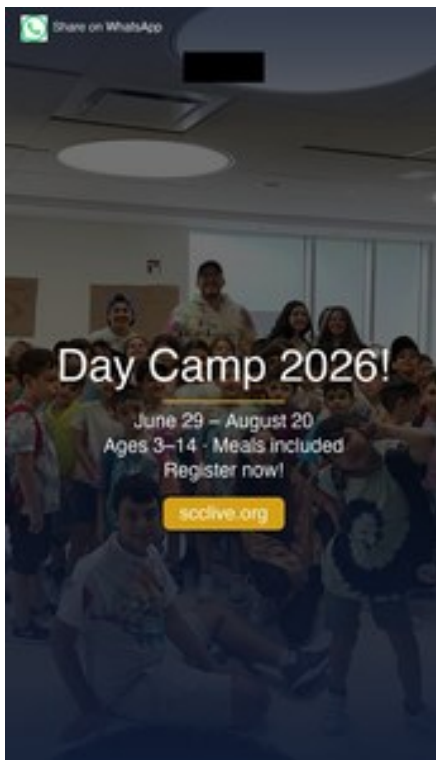 Share on WhatsApp
Day Camp 2026!
June 29 – August 20
Ages 3–14 · Meals included
Register now!
scclive.org